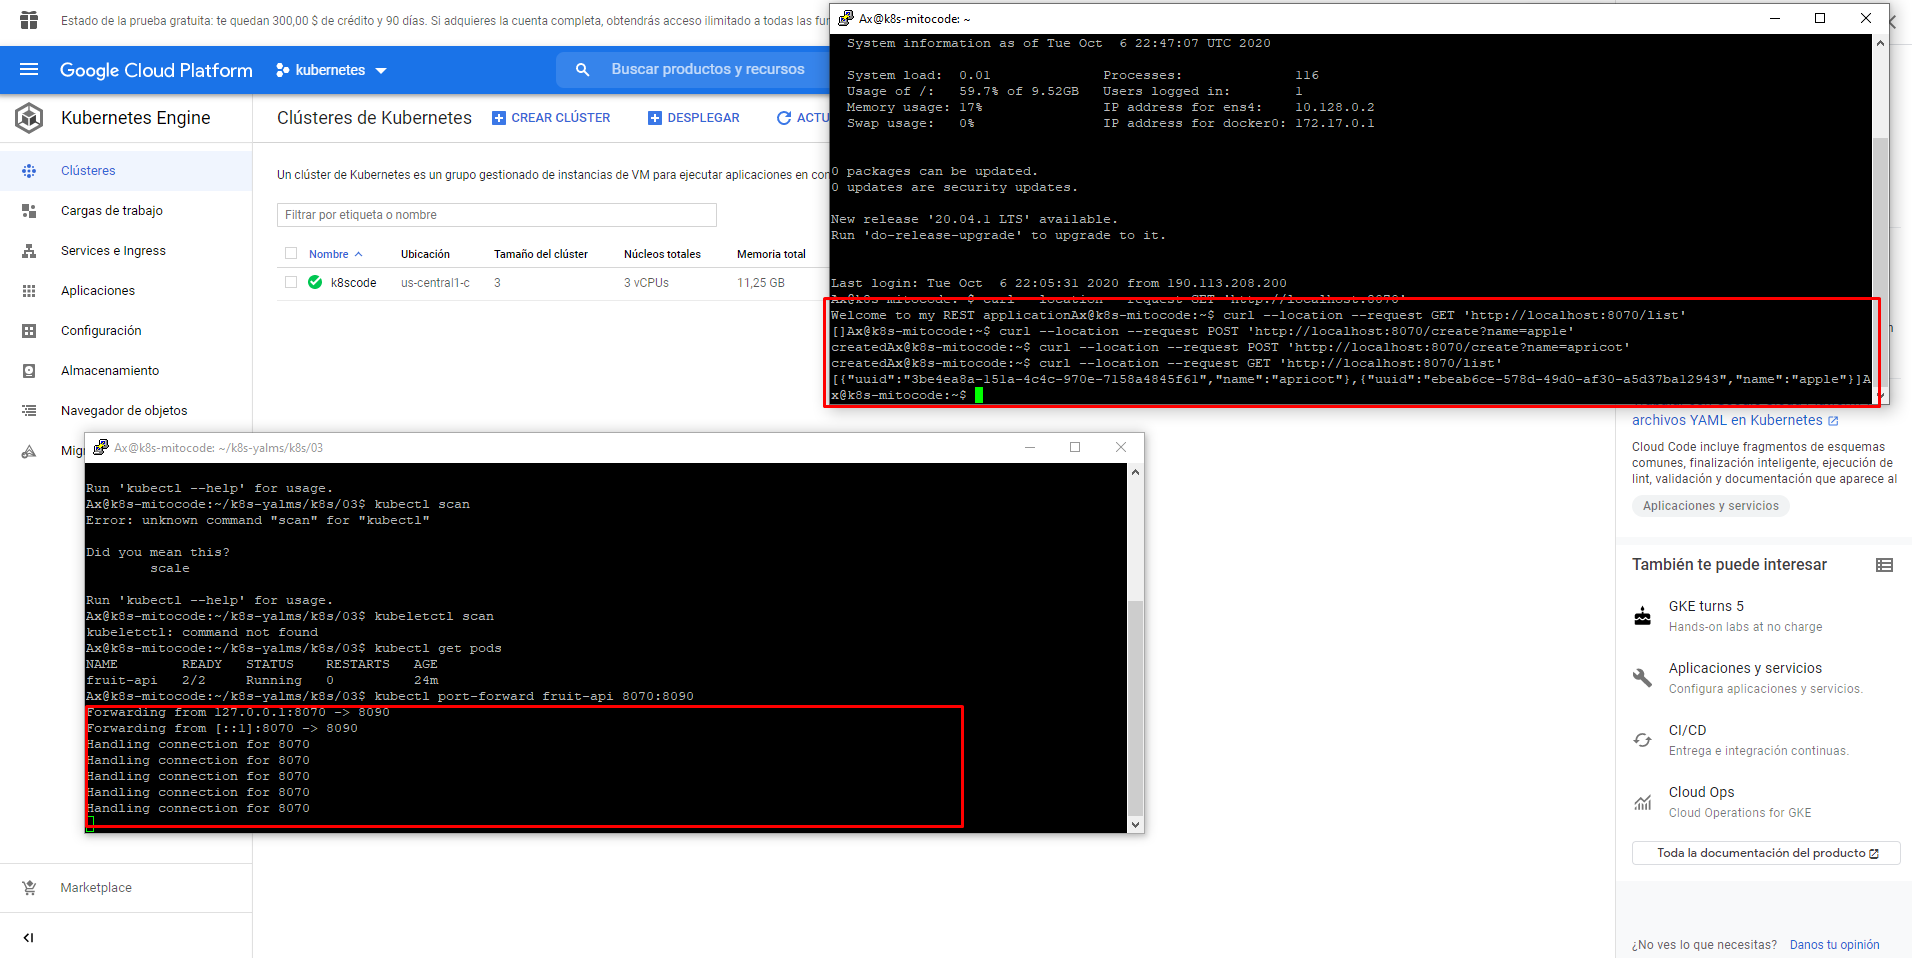 Estado de la prueba gratuita: te quedan 300,00 $ de crédito y 90 días. Si adquieres la cuenta completa, obtendrás acceso ilimitado a todas las
Google Cloud Platform
kubernetes
Buscar productos y recursos
Kubernetes Engine
Clústeres
Cargas de trabajo
Services e Ingress
Aplicaciones
Configuración
Almacenamiento
Navegador de objetos
Marketplace
Clústeres de Kubernetes
CREAR CLÚSTER
DESPLEGAR
ACTU
Un clúster de Kubernetes es un grupo gestionado de instancias de VM para ejecutar aplicaciones en
Filtrar por etiqueta o nombre
Nombre Ubicación Tamaño del clúster Núcleos totales Memoria total
k8scode us-central1-c 3 3 vCPUs 11,25 GB
Ax@k8s-mitocode: ~
System information as of Tue Oct  6 22:47:07 UTC 2020
System load:  0.01 Processes: 116
Usage of /:   59.7% of 9.52GB Users logged in: 1
Memory usage: 17% IP address for ens4: 10.128.0.2
Swap usage:   0% IP address for docker0: 172.17.0.1
0 packages can be updated.
0 updates are security updates.
New release '20.04.1 LTS' available.
Run 'do-release-upgrade' to upgrade to it.
Last login: Tue Oct  6 22:05:31 2020 from 190.113.208.200
Ax@k8s-mitocode:~$ curl --location --request GET 'http://localhost:8070'
Welcome to my REST applicationAx@k8s-mitocode:~$ curl --location --request GET 'http://localhost:8070/list'
[]Ax@k8s-mitocode:~$ curl --location --request POST 'http://localhost:8070/create?name=apple'
createdAx@k8s-mitocode:~$ curl --location --request POST 'http://localhost:8070/create?name=apricot'
createdAx@k8s-mitocode:~$ curl --location --request GET 'http://localhost:8070/list'
[{"uuid":"3be4ea8a-151a-4c4c-970e-7158a4845f61","name":"apricot"},{"uuid":"ebeab6ce-578d-49d0-af30-a5d37ba12943","name":"apple"}]A
x@k8s-mitocode:~$
Ax@k8s-mitocode: ~/k8s-yalms/k8s/03
Run 'kubectl --help' for usage.
Ax@k8s-mitocode:~/k8s-yalms/k8s/03$ kubectl scan
Error: unknown command "scan" for "kubectl"
Did you mean this?
scale
Run 'kubectl --help' for usage.
Ax@k8s-mitocode:~/k8s-yalms/k8s/03$ kubeletctl scan
kubeletctl: command not found
Ax@k8s-mitocode:~/k8s-yalms/k8s/03$ kubectl get pods
NAME READY STATUS RESTARTS AGE
fruit-api 2/2 Running 0 24m
Ax@k8s-mitocode:~/k8s-yalms/k8s/03$ kubectl port-forward fruit-api 8070:8090
Forwarding from 127.0.0.1:8070 -> 8090
Forwarding from [::1]:8070 -> 8090
Handling connection for 8070
Handling connection for 8070
Handling connection for 8070
Handling connection for 8070
Handling connection for 8070
archivos YAML en Kubernetes
Cloud Code incluye fragmentos de esquemas
comunes, finalización inteligente, ejecución de
lint, validación y documentación que aparece al
Aplicaciones y servicios
También te puede interesar
GKE turns 5
Hands-on labs at no charge
Aplicaciones y servicios
Configura aplicaciones y servicios.
CI/CD
Entrega e integración continuas.
Cloud Ops
Cloud Operations for GKE
Toda la documentación del producto
¿No ves lo que necesitas? Danos tu opinión